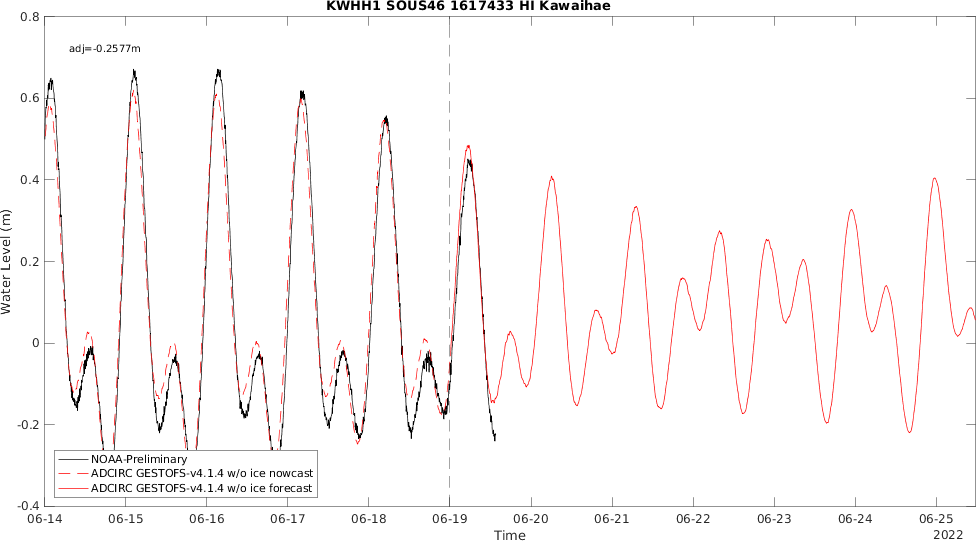 KWHH1 SOUS46 1617433 HI Kawaihae
adj=-0.2577m
0.8
0.6
0.4
0.2
0
-0.2
-0.4
Water Level (m)
NOAA-Preliminary
ADCIRC GESTOFS-v4.1.4 w/o ice nowcast
ADCIRC GESTOFS-v4.1.4 w/o ice forecast
06-14 06-15 06-16 06-17 06-18 06-19 06-20 06-21 06-22 06-23 06-24 06-25
Time
2022